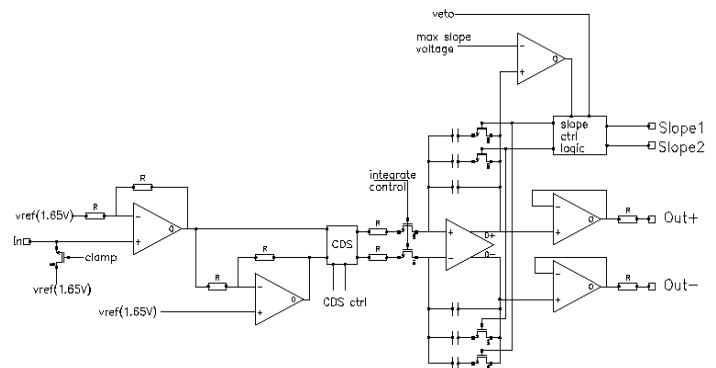 veto
max slope
voltage
-
+
O
slope
ctrl
logic
Slope1
Slope2
integrate
control
R
R
vref(1.65V)
R
-
+
O
In
clamp
vref(1.65V)
CDS
R
R
R
R
-
+
O
CDS ctrl
vref(1.65V)
+
-
O+
O-
-
+
O
R
Out+
-
+
O
R
Out-